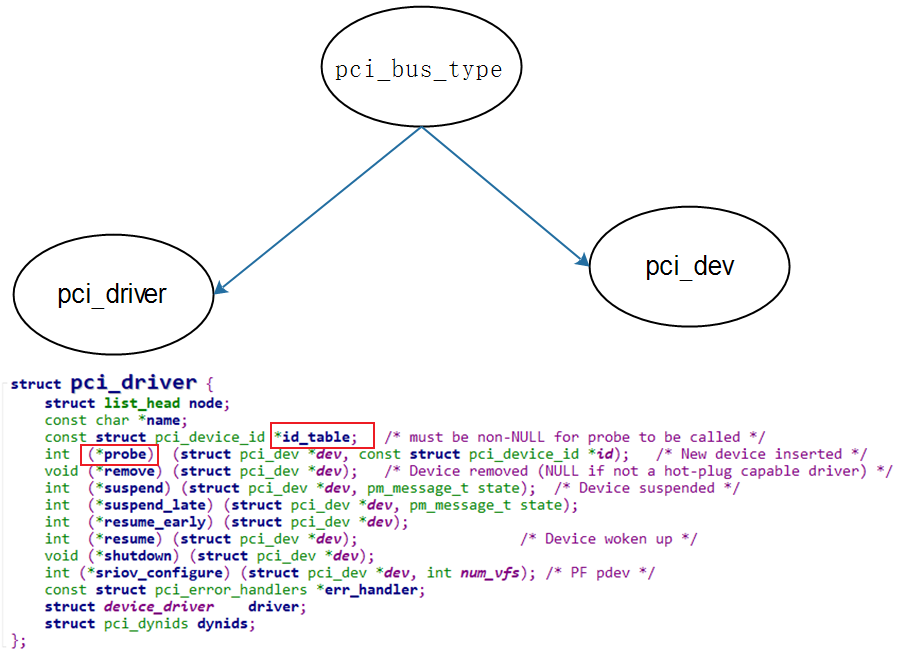 pci_bus_type
pci_driver
pci_dev
struct pci_driver {
struct list_head node;
const char *name;
const struct pci_device_id *id_table; /* must be non-NULL for probe to be called */
int (*probe) (struct pci_dev *dev, const struct pci_device_id *id); /* New device inserted */
void (*remove) (struct pci_dev *dev); /* Device removed (NULL if not a hot-plug capable driver) */
int (*suspend) (struct pci_dev *dev, pm_message_t state); /* Device suspended */
int (*suspend_late) (struct pci_dev *dev, pm_message_t state);
int (*resume_early) (struct pci_dev *dev);
int (*resume) (struct pci_dev *dev); /* Device woken up */
void (*shutdown) (struct pci_dev *dev);
int (*sriov_configure) (struct pci_dev *dev, int num_vfs); /* PF pdev */
const struct pci_error_handlers *err_handler;
struct device_driver driver;
struct pci_dynids dynids;
};